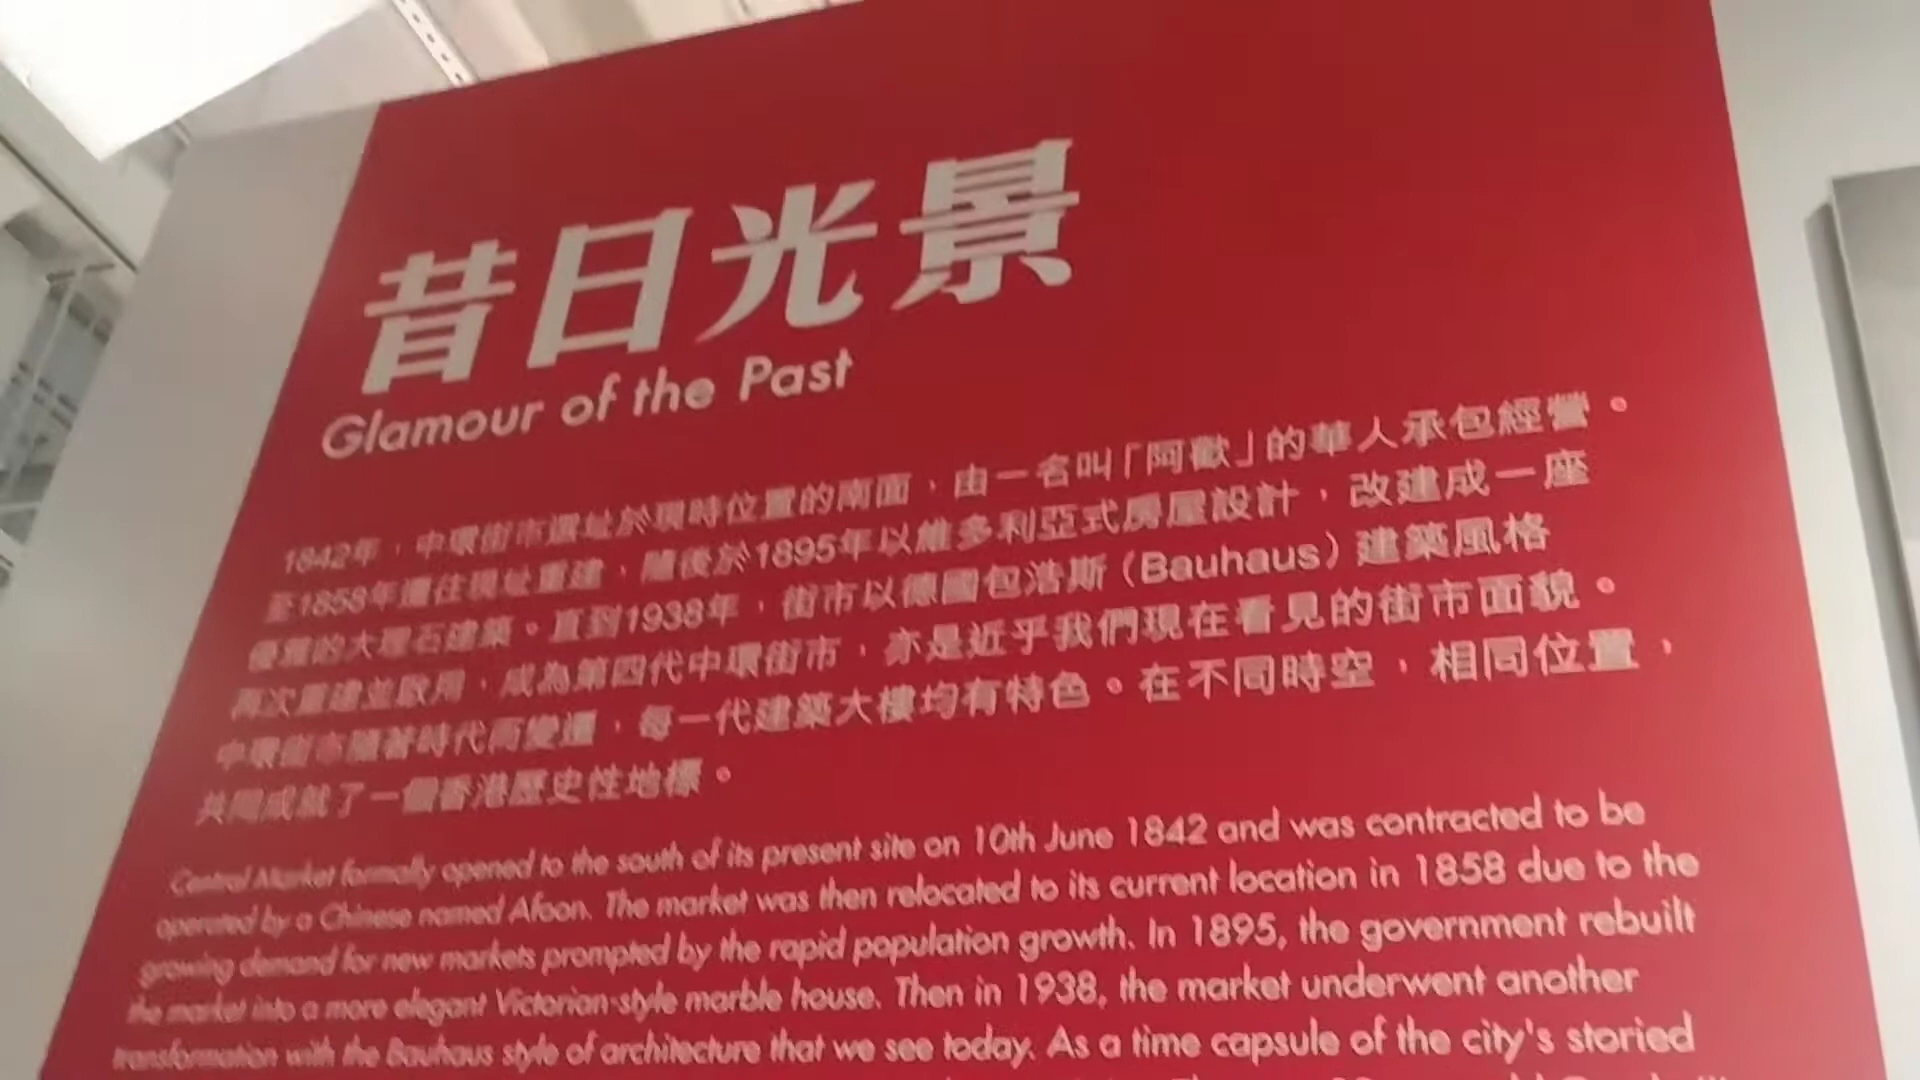 昔日光景
Glamour of the Past
1842年，中環街市選址於現時位置的南面，由一名叫「阿歡」的華人承包經營。
至1858年遷往現址重建，隨後於1895年以維多利亞式房屋設計，改建成一座
優雅的大理石建築。直到1938年，街市以德國包浩斯（Bauhaus）建築風格
再次重建並啟用，成為第四代中環街市，亦是近乎我們現在看見的街市面貌。
中環街市隨著時代而變遷，每一代建築大樓均有特色。在不同時空，相同位置，
共同成就了一個香港歷史性地標。
Central Market formally opened to the south of its present site on 10th June 1842 and was contracted to be
operated by a Chinese named Afoon. The market was then relocated to its current location in 1858 due to the
growing demand for new markets prompted by the rapid population growth. In 1895, the government rebuilt
the market into a more elegant Victorian-style marble house. Then in 1938, the market underwent another
transformation with the Bauhaus style of architecture that we see today. As a time capsule of the city's storied